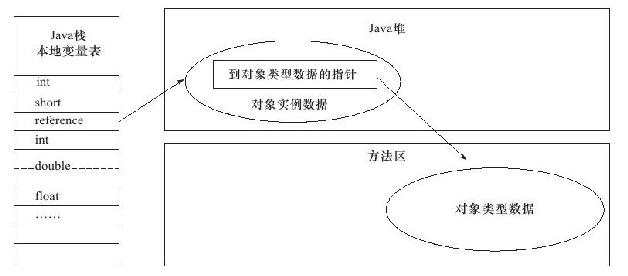 Java栈
本地变量表
int
short
reference
int
double
float
……
Java堆
到对象类型数据的指针
对象实例数据
方法区
对象类型数据